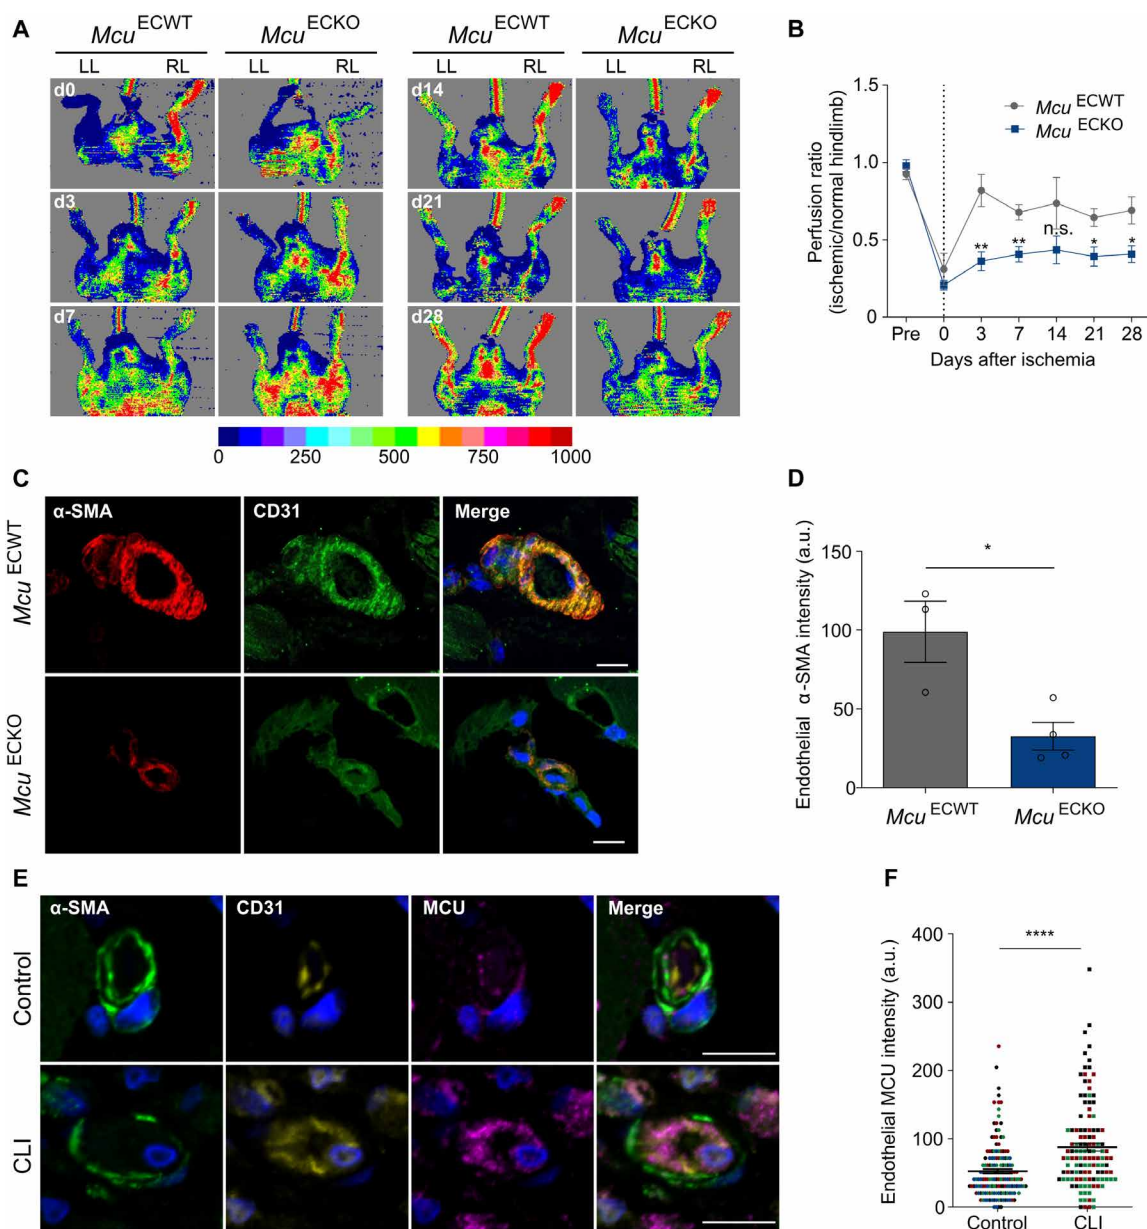 A
Mcu ECWT
Mcu ECKO
Mcu ECWT
Mcu ECKO
LL RL LL RL
d0
d14
d3
d21
d7
d28
0 250 500 750 1000
B
Perfusion ratio
(ischemic/normal hindlimb)
1.5
1.0
0.5
0
Mcu ECWT
Mcu ECKO
** ** n.s. * *
Pre 0 3 7 14 21 28
Days after ischemia
C
α-SMA CD31 Merge
Mcu ECWT
Mcu ECKO
D
Endothelial α-SMA intensity (a.u.)
150
100
50
0
*
Mcu ECWT Mcu ECKO
E
α-SMA CD31 MCU Merge
Control
CLI
F
Endothelial MCU intensity (a.u.)
400
300
200
100
0
****
Control CLI